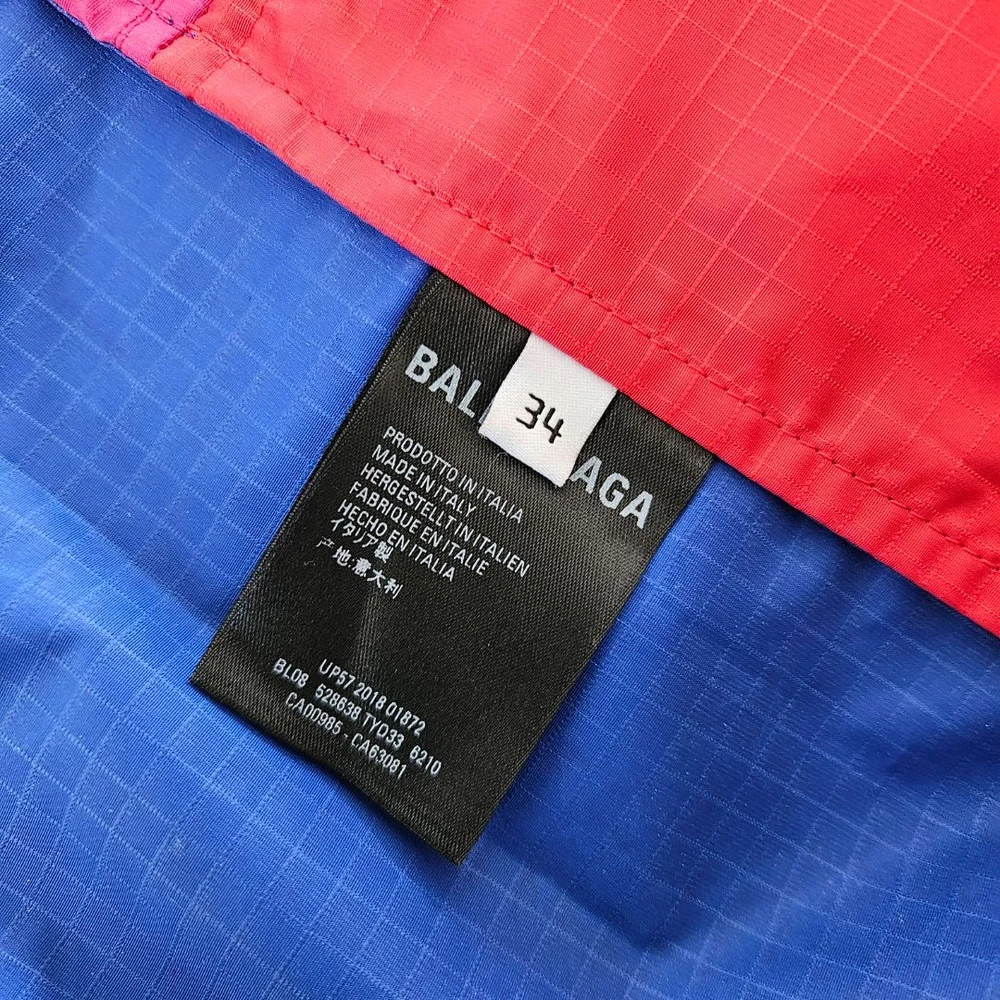 BAL AGA
34
PRODOTTO IN ITALIA
MADE IN ITALY
HERGESTELLT IN ITALIEN
FABRIQUE EN ITALIE
HECHO EN ITALIA
イタリア製
产地:意大利
UP57 2018 01872
BL08 528638 TYD33 6210
CA00985 - CA63081